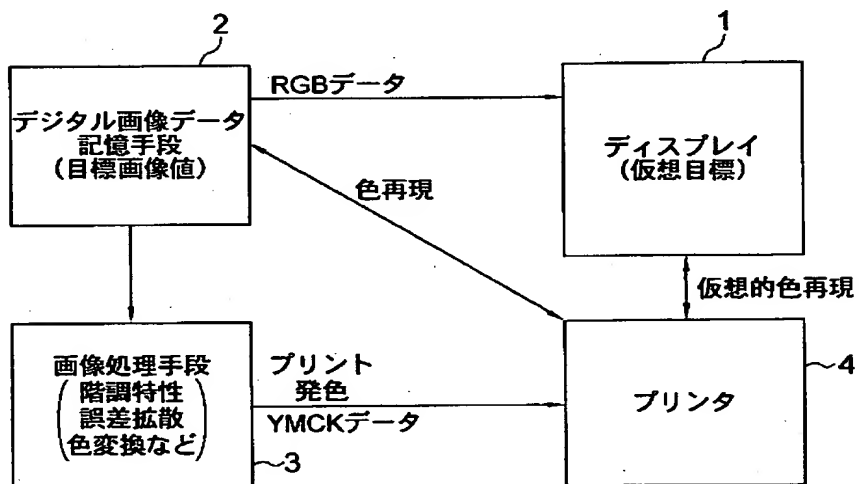 2
デジタル画像データ
記憶手段
(目標画像値)
RGBデータ
1
ディスプレイ
(仮想目標)
色再現
仮想的色再現
画像処理手段
階調特性
誤差拡散
色変換など
3
プリント
発色
YMCKデータ
プリンタ
4